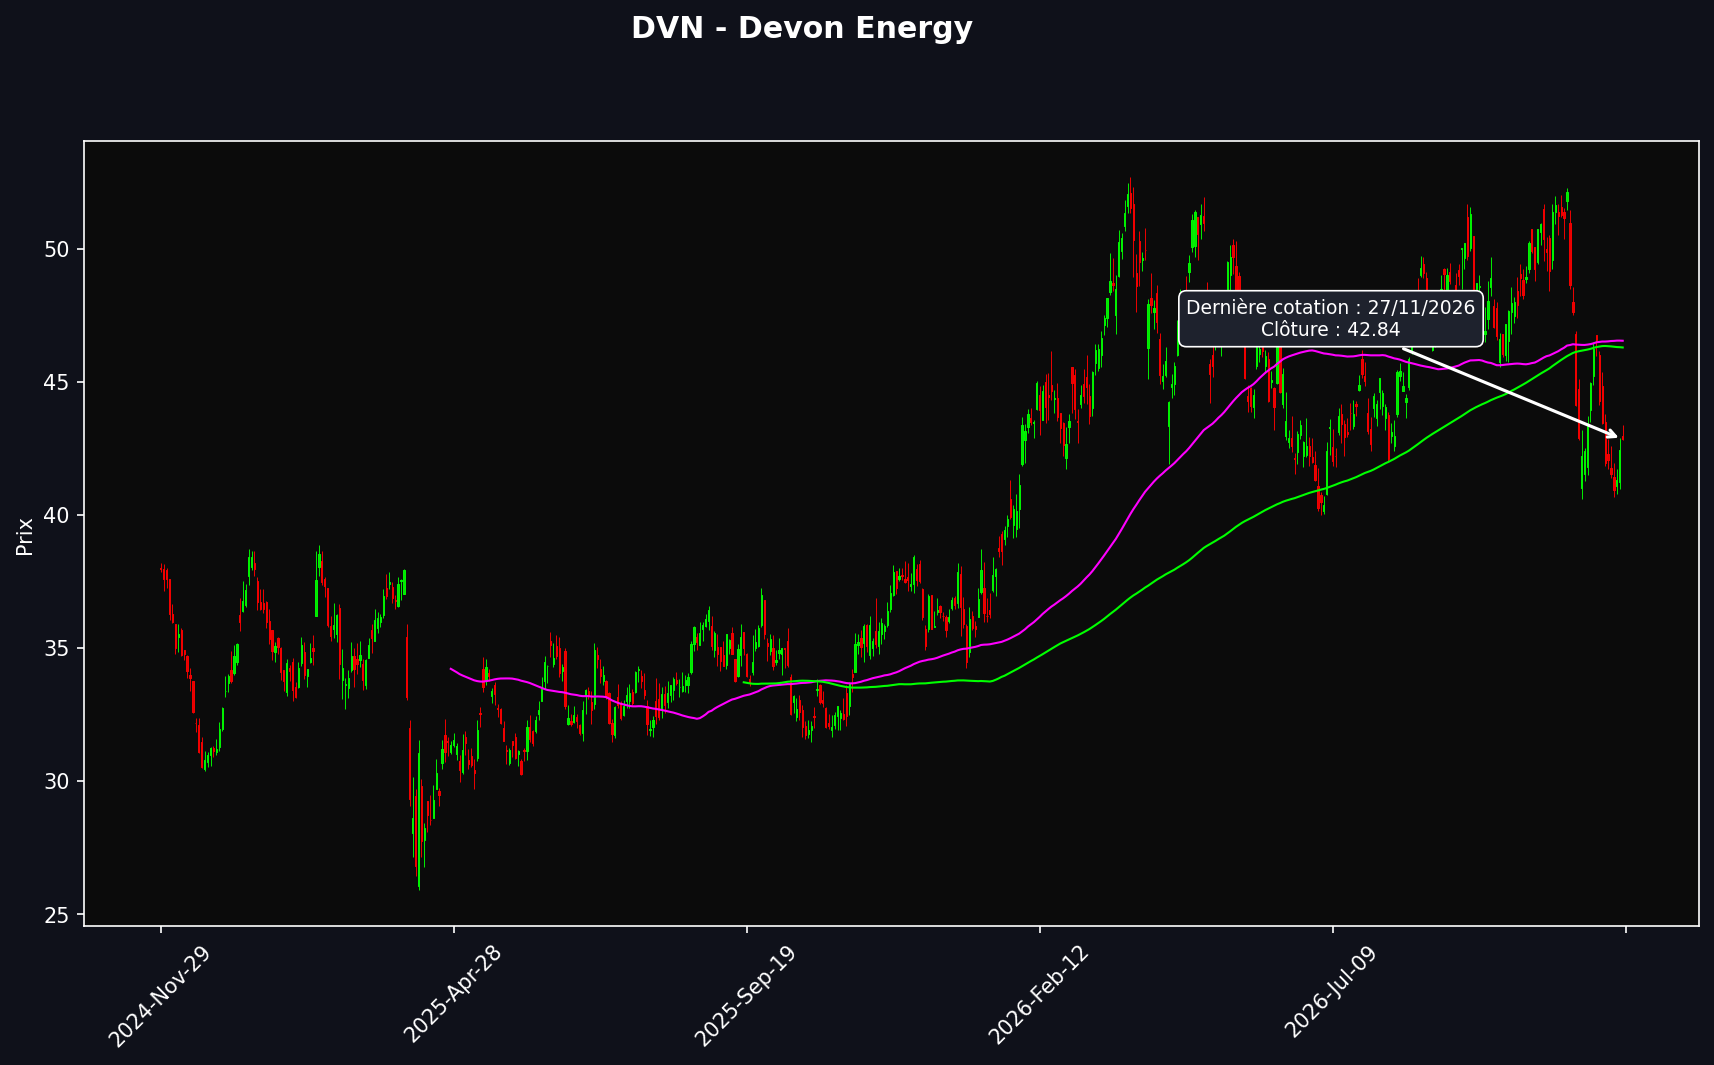 DVN - Devon Energy
Prix
50
45
40
35
30
25
Dernière cotation : 27/11/2026
Clôture : 42.84
2024-Nov-29
2025-Apr-28
2025-Sep-19
2026-Feb-12
2026-Jul-09